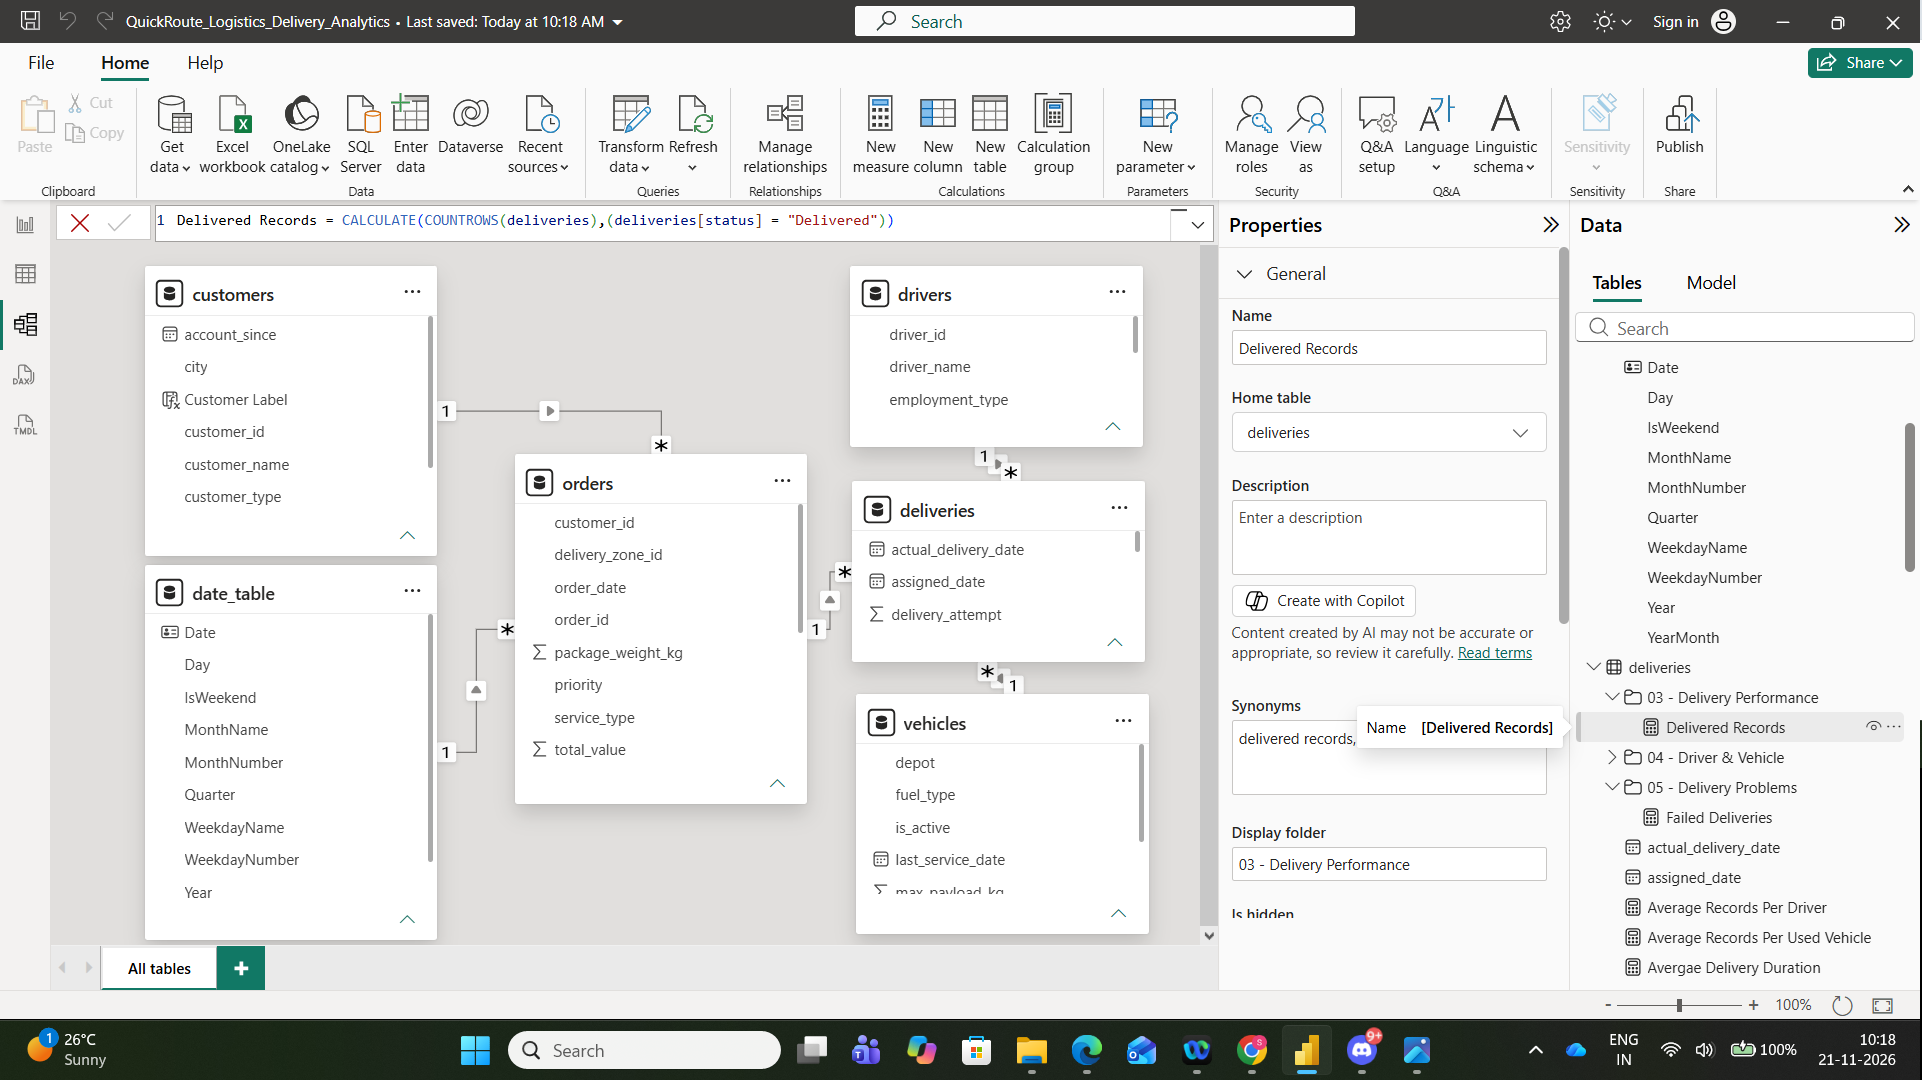 QuickRoute_Logistics_Delivery_Analytics • Last saved: Today at 10:18 AM
Search
Sign in
File
Home
Help
Share
Paste
Cut
Copy
Get data
Excel workbook
OneLake catalog
SQL Server
Enter data
Dataverse
Recent sources
Transform data
Refresh
Manage relationships
New measure
New column
New table
Calculation group
New parameter
Manage roles
View as
Q&A setup
Language
Linguistic schema
Sensitivity
Publish
Clipboard
Data
Queries
Relationships
Calculations
Parameters
Security
Q&A
Sensitivity
Share
1 Delivered Records = CALCULATE(COUNTROWS(deliveries),(deliveries[status] = "Delivered"))
DAX
TMDL
customers
account_since
city
Customer Label
customer_id
customer_name
customer_type
date_table
Date
Day
IsWeekend
MonthName
MonthNumber
Quarter
WeekdayName
WeekdayNumber
Year
1
*
1
*
orders
customer_id
delivery_zone_id
order_date
order_id
package_weight_kg
priority
service_type
total_value
1
*
drivers
driver_id
driver_name
employment_type
1
*
deliveries
actual_delivery_date
assigned_date
delivery_attempt
*
1
vehicles
depot
fuel_type
is_active
last_service_date
max_payload_kg
All tables
Properties
General
Name
Delivered Records
Home table
deliveries
Description
Enter a description
Create with Copilot
Content created by AI may not be accurate or
appropriate, so review it carefully. Read terms
Synonyms
delivered records,
Name [Delivered Records]
Display folder
03 - Delivery Performance
Is hidden
Data
Tables
Model
Search
Date
Day
IsWeekend
MonthName
MonthNumber
Quarter
WeekdayName
WeekdayNumber
Year
YearMonth
deliveries
03 - Delivery Performance
Delivered Records
04 - Driver & Vehicle
05 - Delivery Problems
Failed Deliveries
actual_delivery_date
assigned_date
Average Records Per Driver
Average Records Per Used Vehicle
Avergae Delivery Duration
- + 100%
1
26°C
Sunny
Search
9+
ENG
IN
100%
10:18
21-11-2026